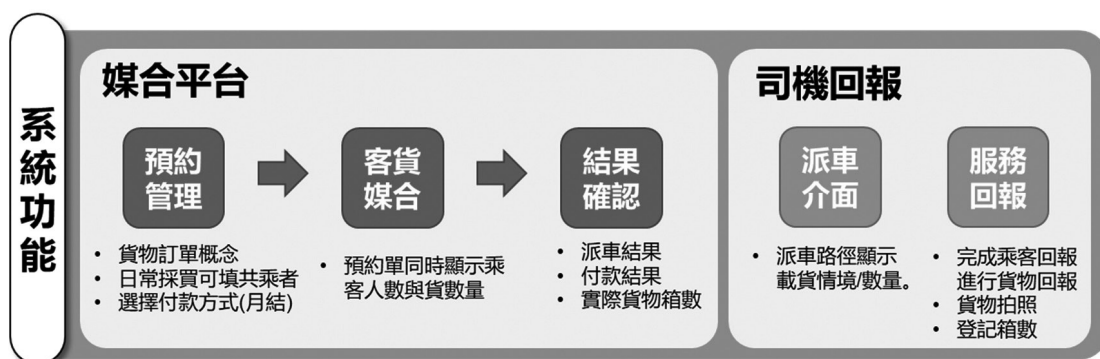 系統功能
媒合平台
預約
管理
• 貨物訂單概念
• 日常採買可填共乘者
• 選擇付款方式(月結)
客貨
媒合
• 預約單同時顯示乘
客人數與貨數量
結果
確認
• 派車結果
• 付款結果
• 實際貨物箱數
司機回報
派車
介面
• 派車路徑顯示
載貨情境/數量。
服務
回報
• 完成乘客回報
進行貨物回報
• 貨物拍照
• 登記箱數